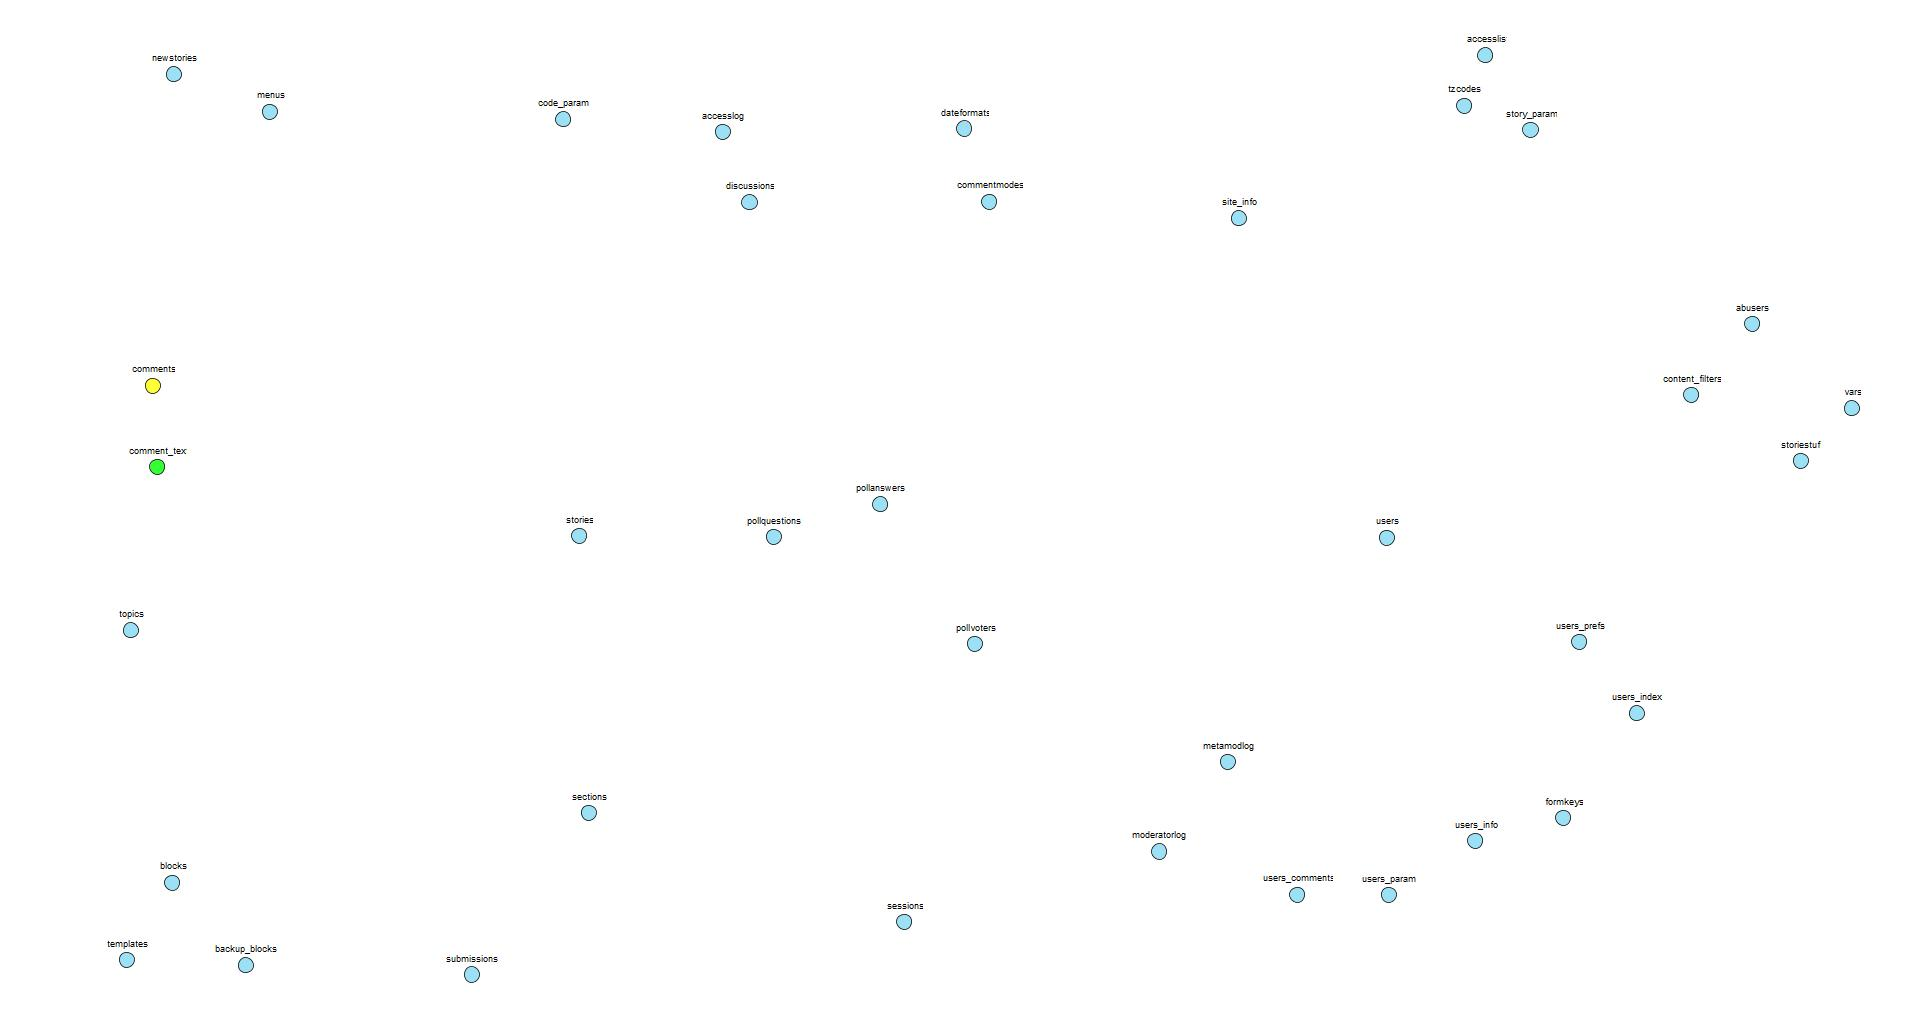 accesslis
newstories
menus
tzcodes
code_param
dateformats
story_param
accesslog
discussions
commentmodes
site_info
abusers
comments
content_filters
vars
storiestuf
comment_tex
pollanswers
stories
pollquestions
users
topics
users_prefs
pollvoters
users_index
metamodlog
sections
formkeys
users_info
moderatorlog
blocks
users_comments
users_param
sessions
templates
backup_blocks
submissions